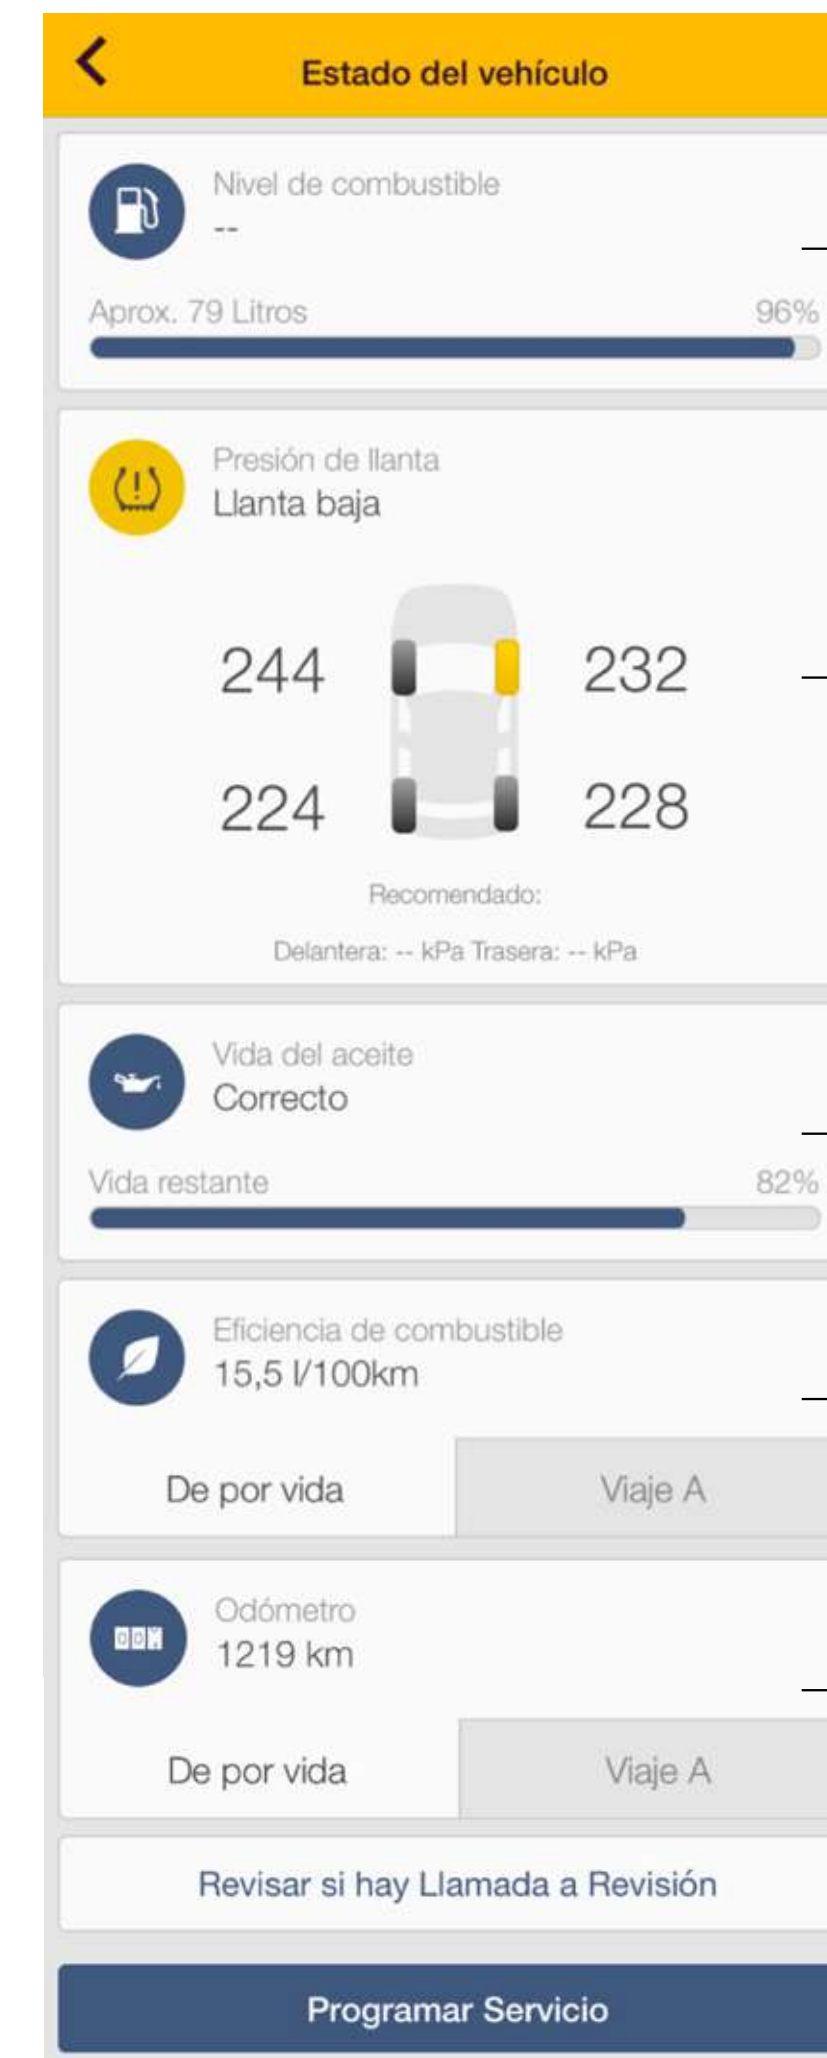 Estado del vehículo
Nivel de combustible
--
Aprox. 79 Litros 96%
Presión de llanta
Llanta baja
244 232
224 228
Recomendado:
Delantera: -- kPa Trasera: -- kPa
Vida del aceite
Correcto
Vida restante 82%
Eficiencia de combustible
15,5 l/100km
De por vida Viaje A
Odómetro
1219 km
De por vida Viaje A
Revisar si hay Llamada a Revisión
Programar Servicio